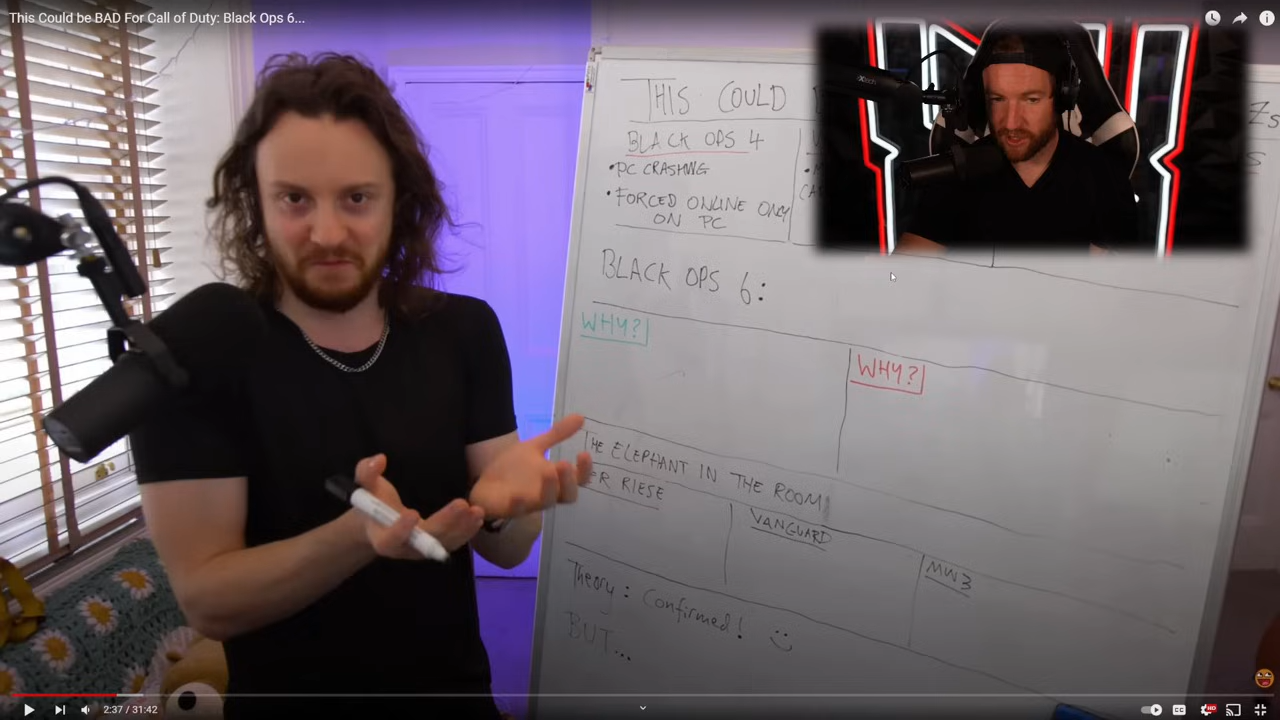 This Could be BAD For Call of Duty: Black Ops 6...
THIS COULD
BLACK OPS 4
• PC CRASHING
• FORCED ONLINE ONLY
ON PC
BLACK OPS 6:
WHY?
WHY?
THE ELEPHANT IN THE ROOM
ER RIESE
VANGUARD
MW3
Theory: Confirmed! :)
BUT...
2:37 / 31:42
HD